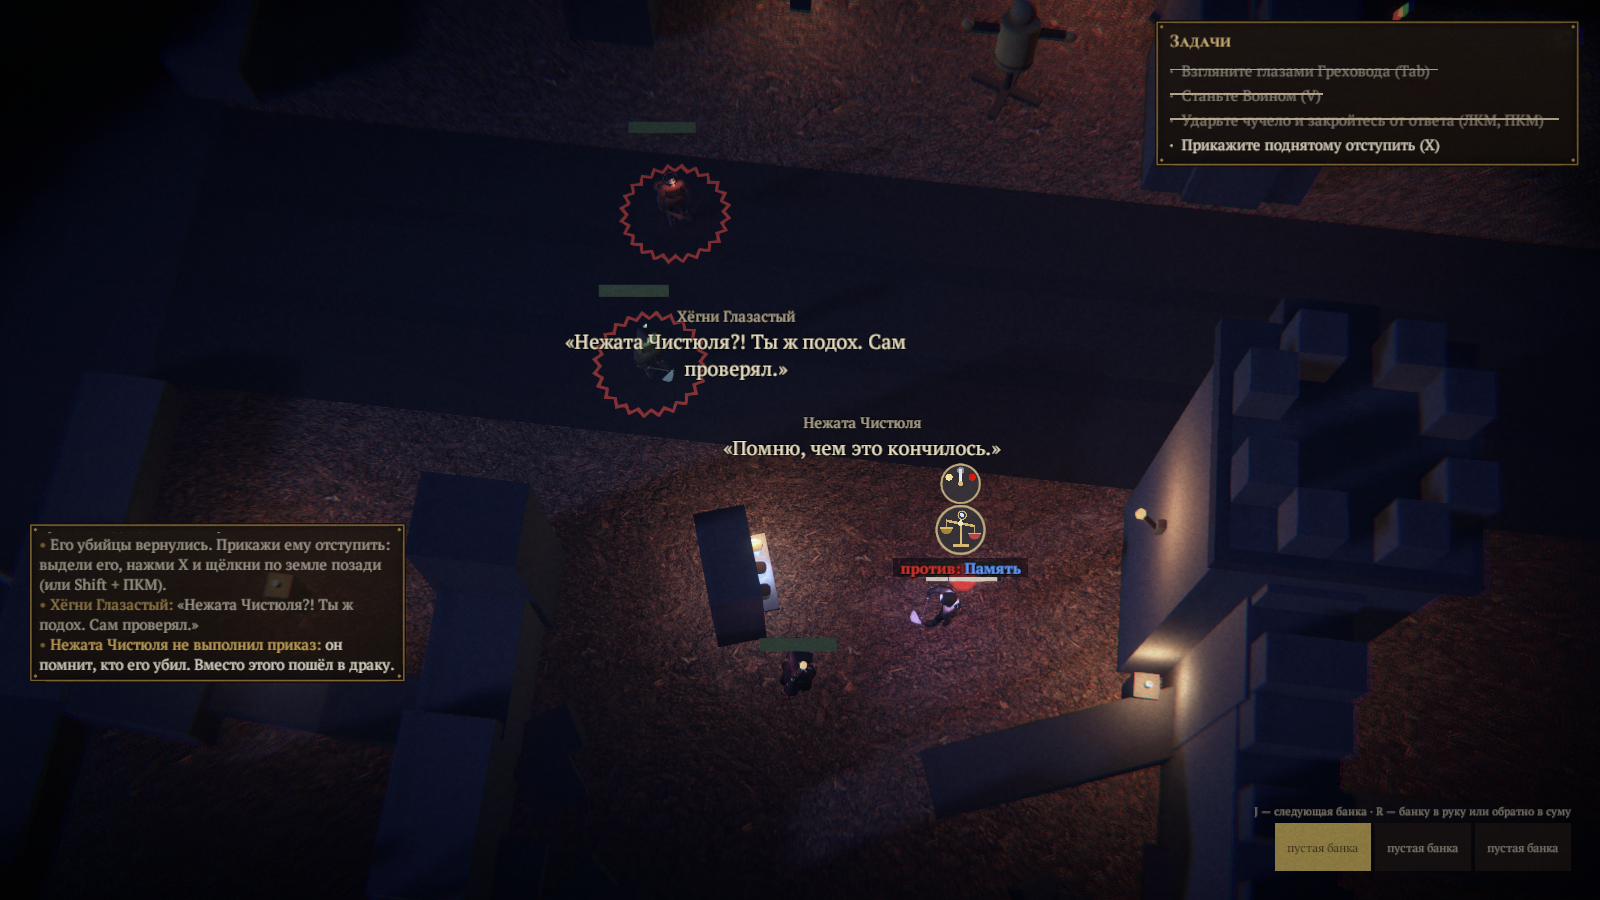 Задачи
· Взгляните глазами Греховода (Tab)
· Станьте Воином (V)
· Ударьте чучело и закройтесь от ответа (ЛКМ, ПКМ)
· Прикажите поднятому отступить (X)
Хёгни Глазастый
«Нежата Чистюля?! Ты ж подох. Сам
проверял.»
Нежата Чистюля
«Помню, чем это кончилось.»
против: Память
• Его убийцы вернулись. Прикажи ему отступить:
выдели его, нажми X и щёлкни по земле позади
(или Shift + ПКМ).
• Хёгни Глазастый: «Нежата Чистюля?! Ты ж
подох. Сам проверял.»
• Нежата Чистюля не выполнил приказ: он
помнит, кто его убил. Вместо этого пошёл в драку.
J — следующая банка · R — банку в руку или обратно в суму
пустая банка
пустая банка
пустая банка